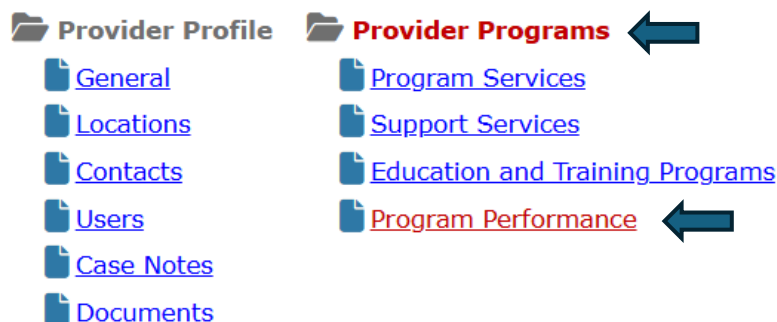 Provider Profile
General
Locations
Contacts
Users
Case Notes
Documents
Provider Programs
Program Services
Support Services
Education and Training Programs
Program Performance